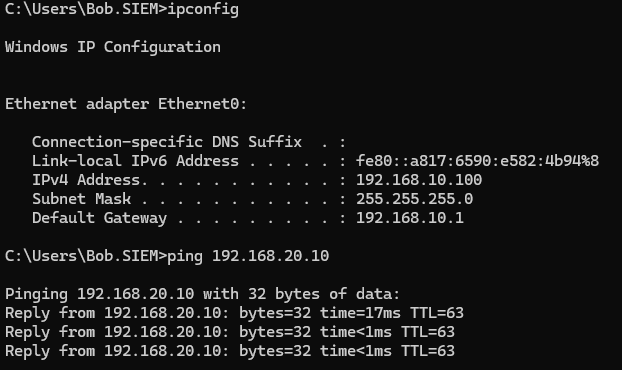 C:\Users\Bob.SIEM>ipconfig
Windows IP Configuration
Ethernet adapter Ethernet0:
   Connection-specific DNS Suffix  . :
   Link-local IPv6 Address . . . . . : fe80::a817:6590:e582:4b94%8
   IPv4 Address. . . . . . . . . . . : 192.168.10.100
   Subnet Mask . . . . . . . . . . . : 255.255.255.0
   Default Gateway . . . . . . . . . : 192.168.10.1
C:\Users\Bob.SIEM>ping 192.168.20.10
Pinging 192.168.20.10 with 32 bytes of data:
Reply from 192.168.20.10: bytes=32 time=17ms TTL=63
Reply from 192.168.20.10: bytes=32 time<1ms TTL=63
Reply from 192.168.20.10: bytes=32 time<1ms TTL=63